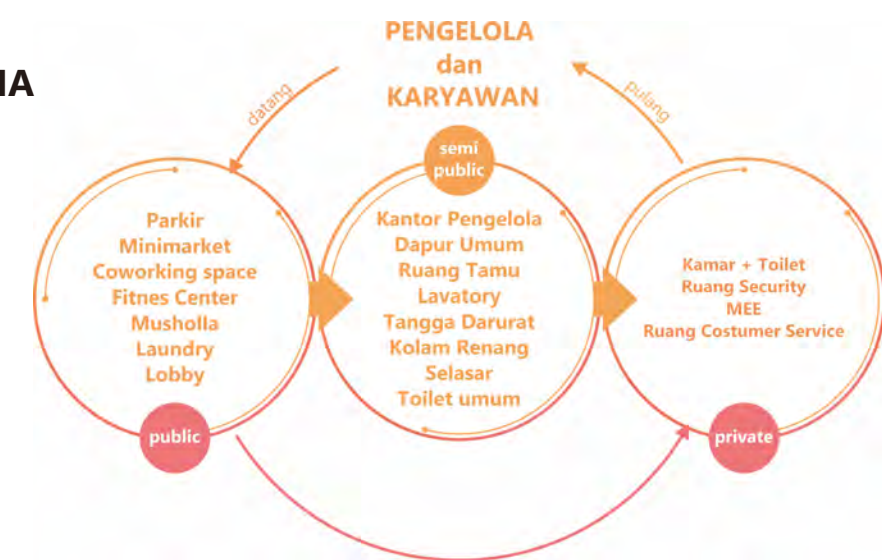 IA
PENGELOLA
dan
KARYAWAN
datang
pulang
semi
public
Parkir
Minimarket
Coworking space
Fitnes Center
Musholla
Laundry
Lobby
public
Kantor Pengelola
Dapur Umum
Ruang Tamu
Lavatory
Tangga Darurat
Kolam Renang
Selasar
Toilet umum
Kamar + Toilet
Ruang Security
MEE
Ruang Costumer Service
private